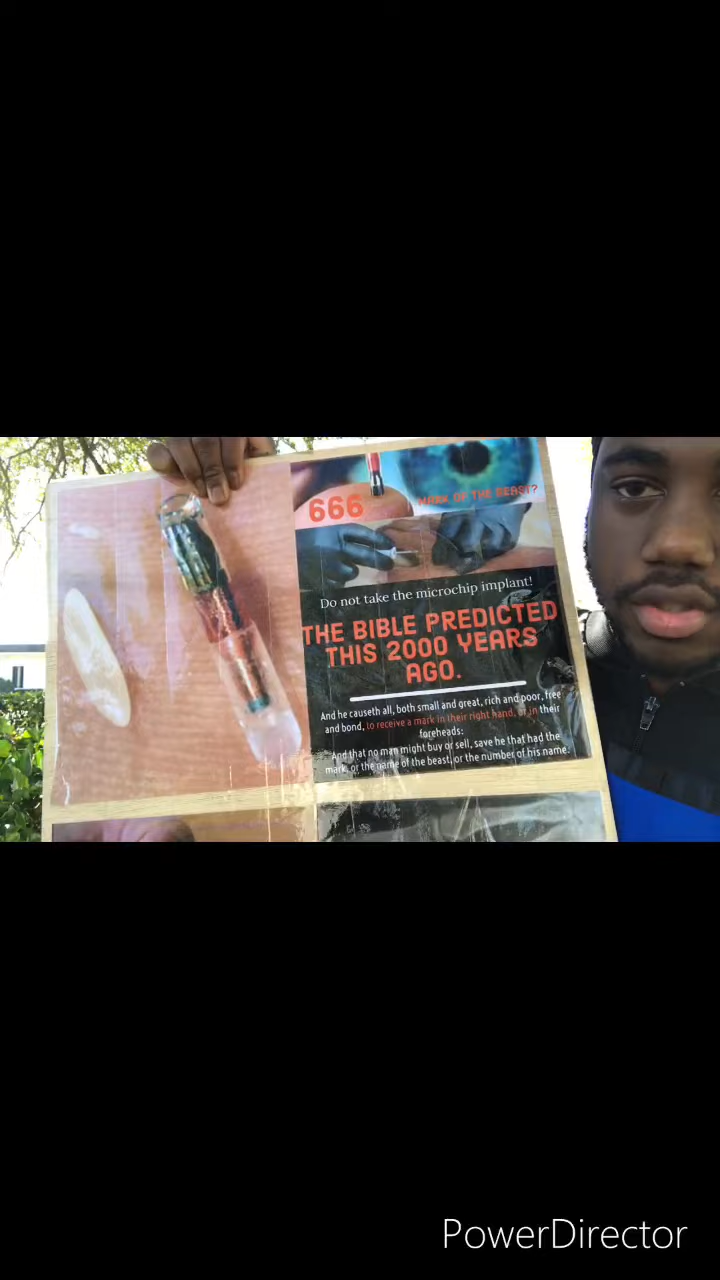 666
MARK OF THE BEAST?
Do not take the microchip implant!
THE BIBLE PREDICTED
THIS 2000 YEARS
AGO.
And he causeth all, both small and great, rich and poor, free
and bond, to receive a mark in their right hand, or in their
foreheads:
And that no man might buy or sell, save he that had the
mark, or the name of the beast, or the number of his name.
PowerDirector